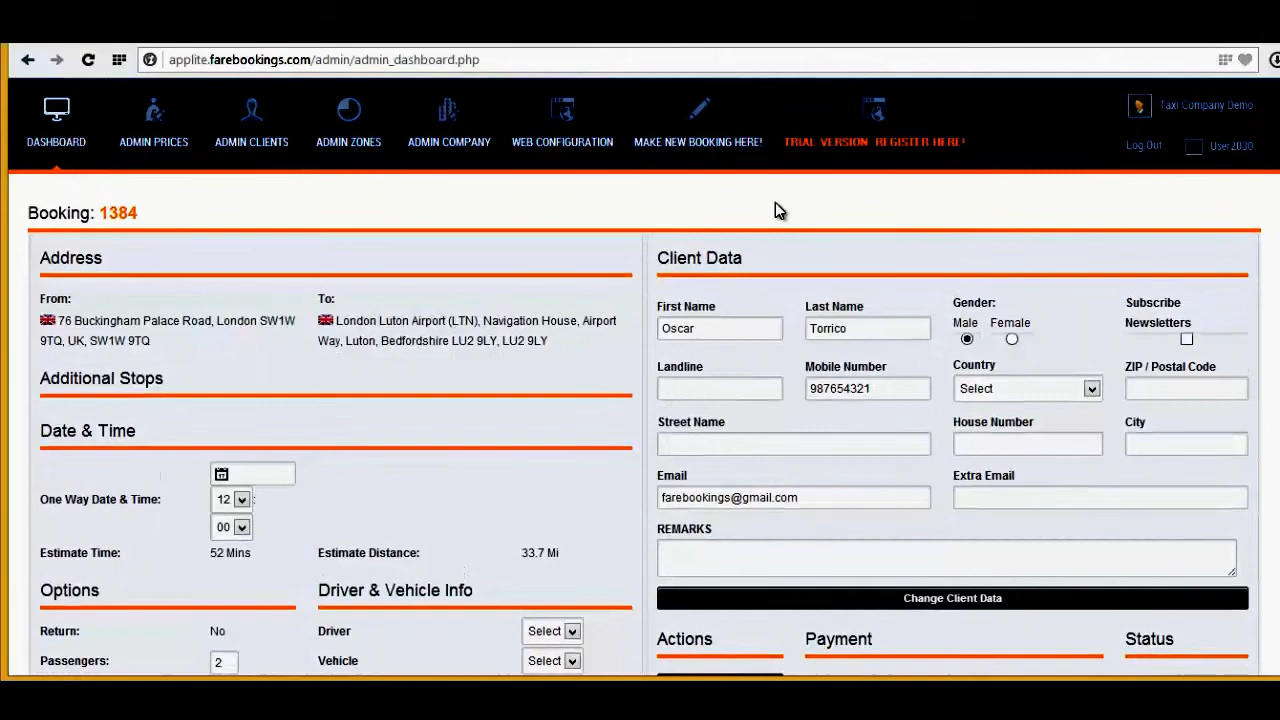 applite.farebookings.com/admin/admin_dashboard.php
DASHBOARD
ADMIN PRICES
ADMIN CLIENTS
ADMIN ZONES
ADMIN COMPANY
WEB CONFIGURATION
MAKE NEW BOOKING HERE!
TRIAL VERSION REGISTER HERE!
Taxi Company Demo
Log Out
User2030
Booking: 1384
Address
From:
76 Buckingham Palace Road, London SW1W
9TQ, UK, SW1W 9TQ
To:
London Luton Airport (LTN), Navigation House, Airport
Way, Luton, Bedfordshire LU2 9LY, LU2 9LY
Additional Stops
Date & Time
One Way Date & Time:
12 :
00
Estimate Time: 52 Mins
Estimate Distance: 33.7 Mi
Options
Return: No
Passengers: 2
Driver & Vehicle Info
Driver Select
Vehicle Select
Client Data
First Name
Oscar
Last Name
Torrico
Gender:
Male Female
Subscribe
Newsletters
Landline
Mobile Number
987654321
Country
Select
ZIP / Postal Code
Street Name
House Number
City
Email
farebookings@gmail.com
Extra Email
REMARKS
Change Client Data
Actions
Payment
Status